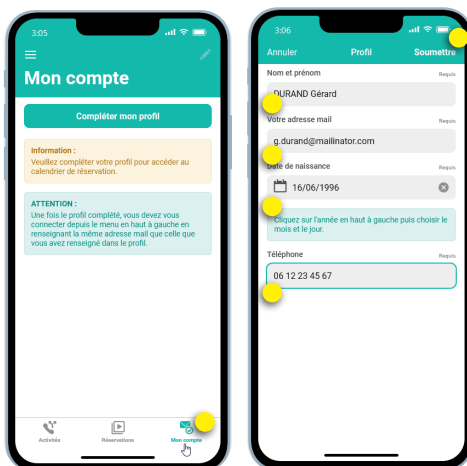 3:05
Mon compte
Compléter mon profil
Information :
Veuillez compléter votre profil pour accéder au
calendrier de réservation.
ATTENTION :
Une fois le profil complété, vous devez vous
connecter depuis le menu en haut à gauche en
renseignant la même adresse mail que celle que
vous avez renseigné dans le profil.
Activités
Réservations
Mon compte
3:06
Annuler
Profil
Soumettre
Nom et prénom
Requis
DURAND Gérard
Votre adresse mail
Requis
g.durand@mailinator.com
Date de naissance
Requis
16/06/1996
Cliquez sur l'année en haut à gauche puis choisir le
mois et le jour.
Téléphone
Requis
06 12 23 45 67